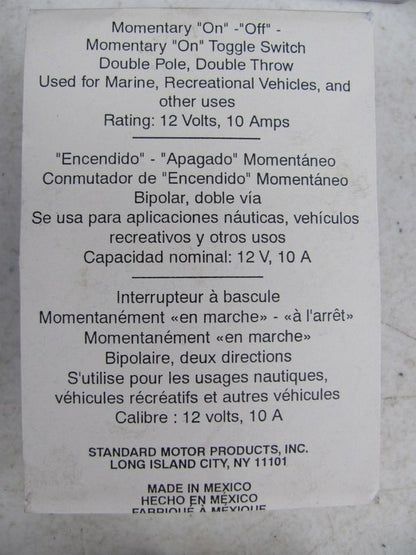 Momentary "On" -"Off" -
Momentary "On" Toggle Switch
Double Pole, Double Throw
Used for Marine, Recreational Vehicles, and
other uses
Rating: 12 Volts, 10 Amps
"Encendido" - "Apagado" Momentáneo
Conmutador de "Encendido" Momentáneo
Bipolar, doble vía
Se usa para aplicaciones náuticas, vehículos
recreativos y otros usos
Capacidad nominal: 12 V, 10 A
Interrupteur à bascule
Momentanément «en marche» - «à l'arrêt»
Momentanément «en marche»
Bipolaire, deux directions
S'utilise pour les usages nautiques,
véhicules récréatifs et autres véhicules
Calibre : 12 volts, 10 A
STANDARD MOTOR PRODUCTS, INC.
LONG ISLAND CITY, NY 11101
MADE IN MEXICO
HECHO EN MÉXICO
FABRIQUÉ À MEXIQUE